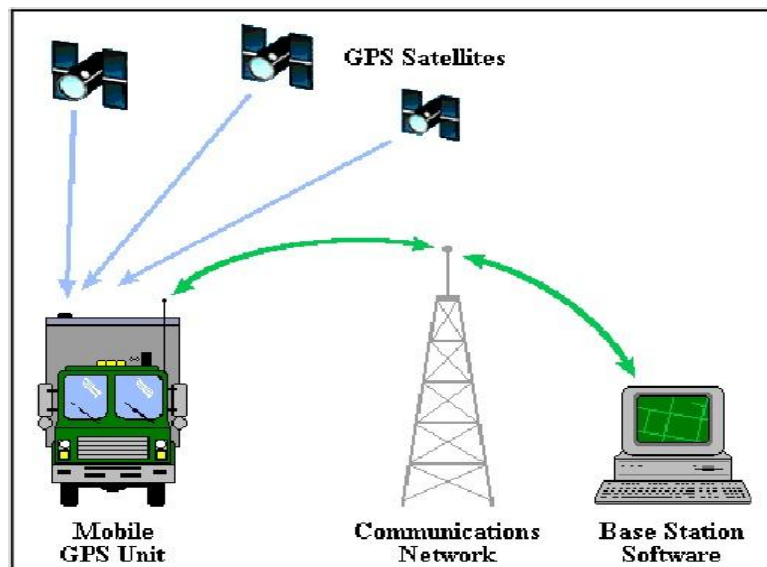 GPS Satellites
Mobile
GPS Unit
Communications
Network
Base Station
Software